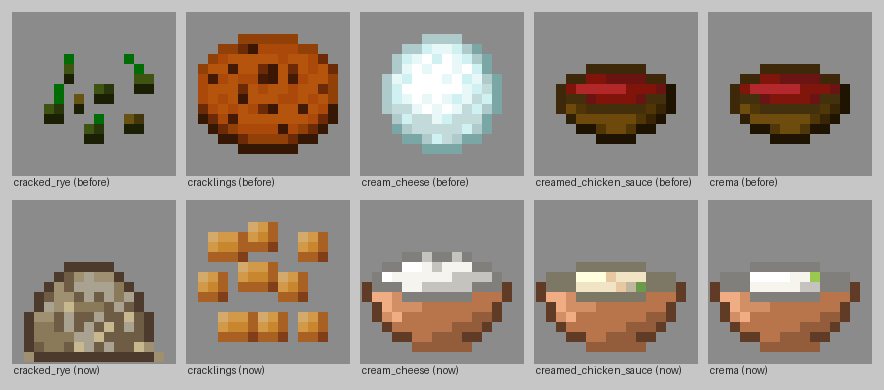 cracked_rye (before)
cracklings (before)
cream_cheese (before)
creamed_chicken_sauce (before)
crema (before)
cracked_rye (now)
cracklings (now)
cream_cheese (now)
creamed_chicken_sauce (now)
crema (now)